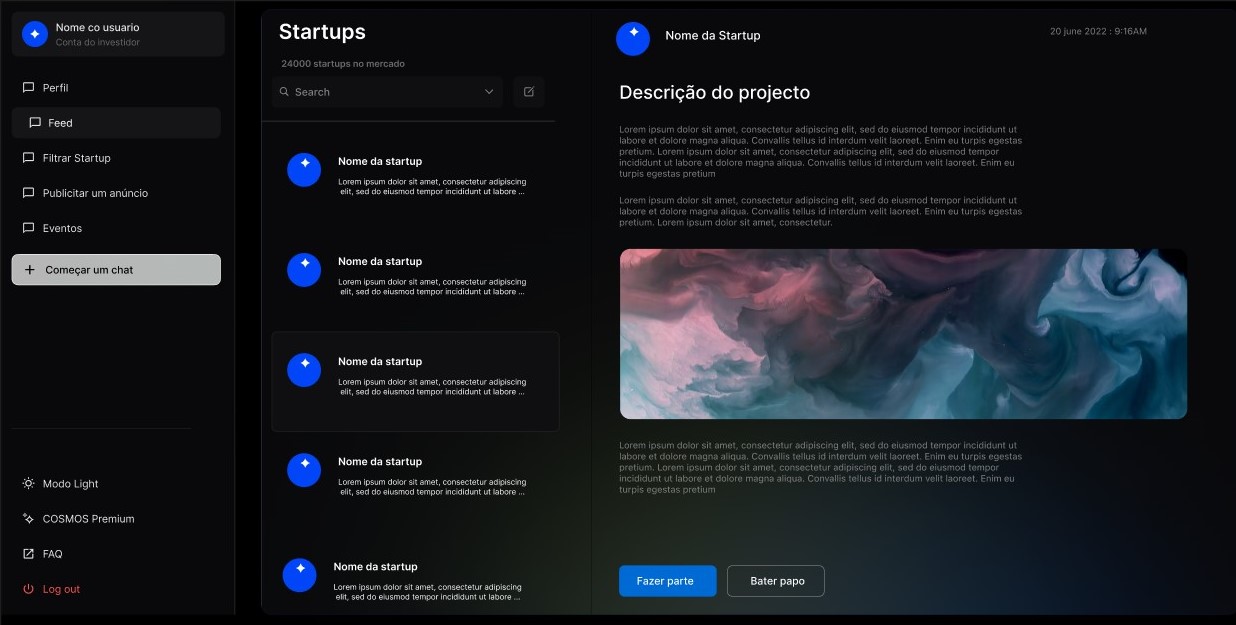 Nome co usuario
Conta do investidor
Perfil
Feed
Filtrar Startup
Publicitar um anúncio
Eventos
Começar um chat
Modo Light
COSMOS Premium
FAQ
Log out
Startups
24000 startups no mercado
Search
Nome da startup
Lorem ipsum dolor sit amet, consectetur adipiscing
elit, sed do eiusmod tempor incididunt ut labore ...
Nome da startup
Lorem ipsum dolor sit amet, consectetur adipiscing
elit, sed do eiusmod tempor incididunt ut labore ...
Nome da startup
Lorem ipsum dolor sit amet, consectetur adipiscing
elit, sed do eiusmod tempor incididunt ut labore ...
Nome da startup
Lorem ipsum dolor sit amet, consectetur adipiscing
elit, sed do eiusmod tempor incididunt ut labore ...
Nome da startup
Lorem ipsum dolor sit amet, consectetur adipiscing
elit, sed do eiusmod tempor incididunt ut labore ...
Nome da Startup
20 june 2022 : 9:16AM
Descrição do projecto
Lorem ipsum dolor sit amet, consectetur adipiscing elit, sed do eiusmod tempor incididunt ut
labore et dolore magna aliqua. Convallis tellus id interdum velit laoreet. Enim eu turpis egestas
pretium. Lorem ipsum dolor sit amet, consectetur adipiscing elit, sed do eiusmod tempor
incididunt ut labore et dolore magna aliqua. Convallis tellus id interdum velit laoreet. Enim eu
turpis egestas pretium
Lorem ipsum dolor sit amet, consectetur adipiscing elit, sed do eiusmod tempor incididunt ut
labore et dolore magna aliqua. Convallis tellus id interdum velit laoreet. Enim eu turpis egestas
pretium. Lorem ipsum dolor sit amet, consectetur.
Lorem ipsum dolor sit amet, consectetur adipiscing elit, sed do eiusmod tempor incididunt ut
labore et dolore magna aliqua. Convallis tellus id interdum velit laoreet. Enim eu turpis egestas
pretium. Lorem ipsum dolor sit amet, consectetur adipiscing elit, sed do eiusmod tempor
incididunt ut labore et dolore magna aliqua. Convallis tellus id interdum velit laoreet. Enim eu
turpis egestas pretium
Fazer parte
Bater papo